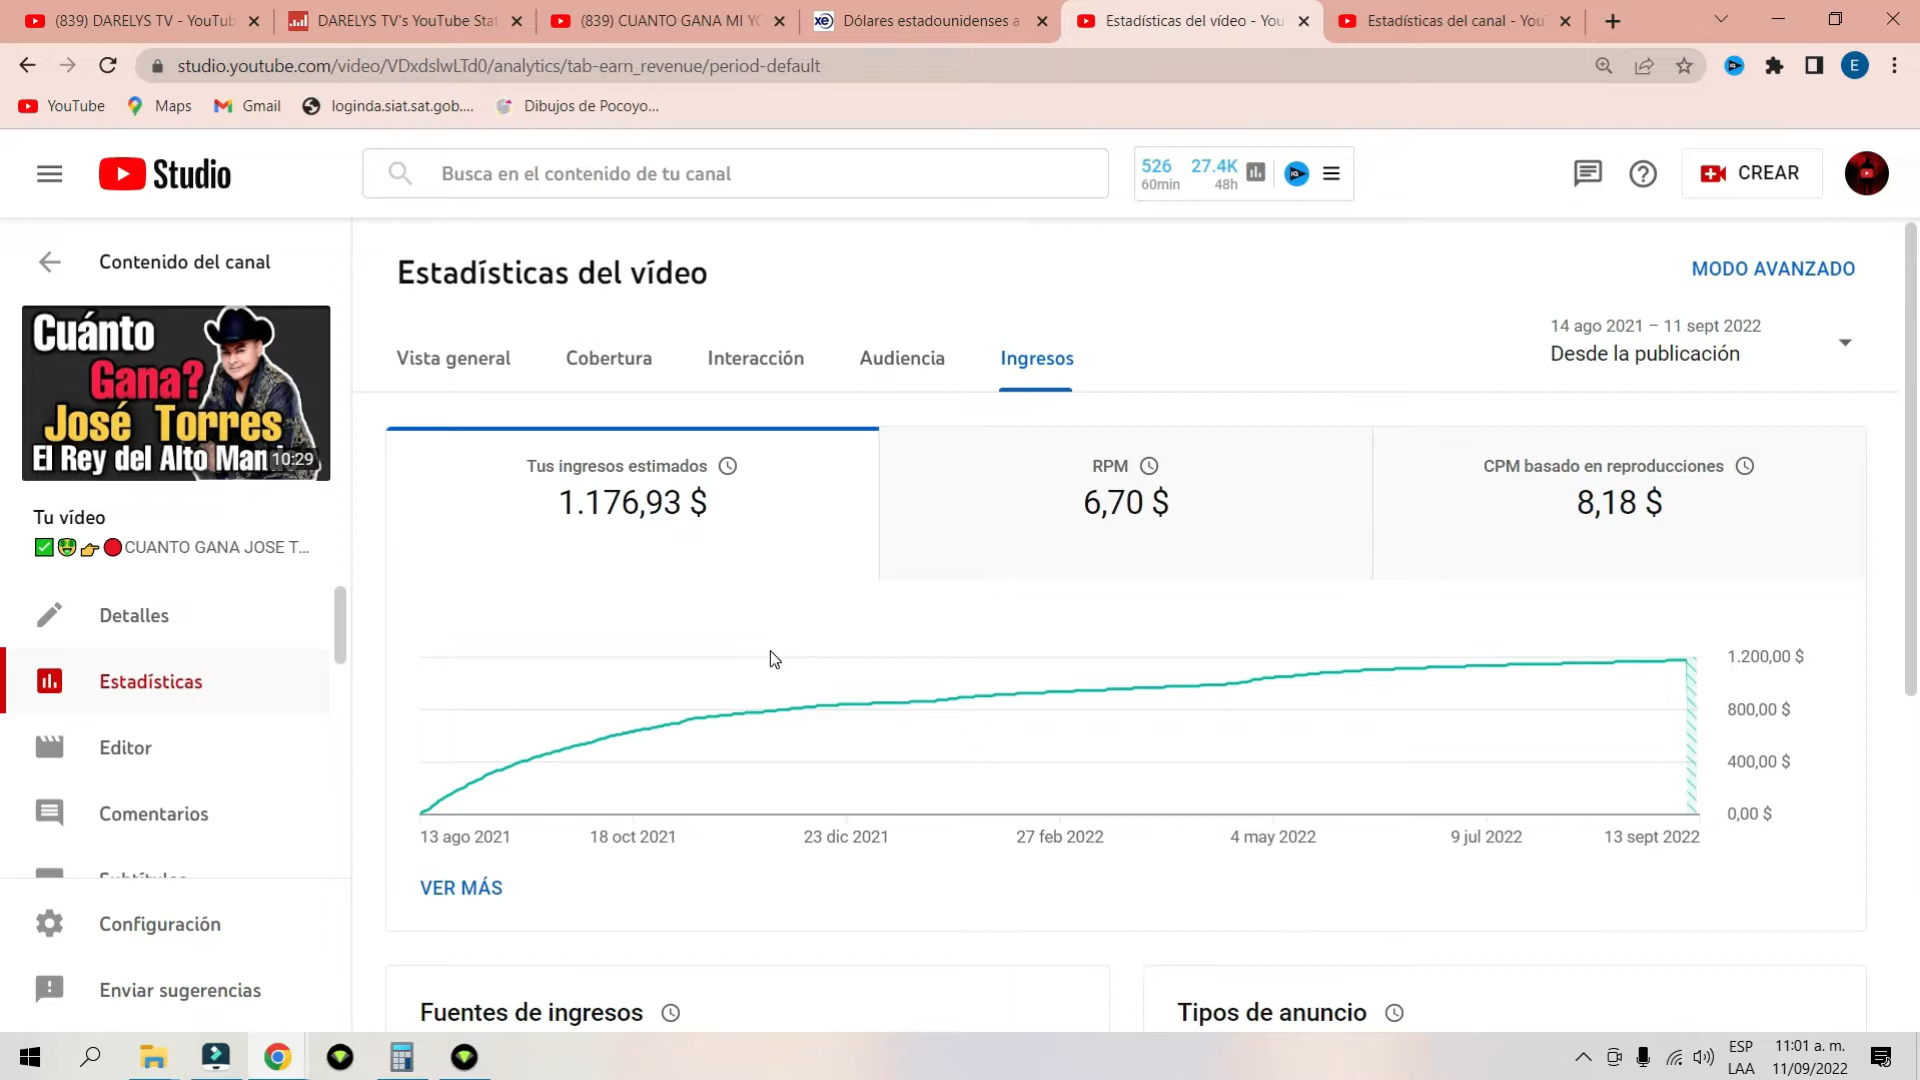 (839) DARELYS TV - YouTub
DARELYS TV's YouTube Stat
(839) CUANTO GANA MI YO
Dólares estadounidenses a
Estadísticas del vídeo - You
Estadísticas del canal - You
studio.youtube.com/video/VDxdslwLTd0/analytics/tab-earn_revenue/period-default
E
YouTube
Maps
Gmail
loginda.siat.sat.gob....
Dibujos de Pocoyo...
Studio
Busca en el contenido de tu canal
526
60min
27.4K
48h
CREAR
Contenido del canal
Cuánto
Gana?
José Torres
El Rey del Alto Man
10:29
Tu vídeo
CUANTO GANA JOSE T...
Detalles
Estadísticas
Editor
Comentarios
Subtítulos
Configuración
Enviar sugerencias
Estadísticas del vídeo
MODO AVANZADO
Vista general
Cobertura
Interacción
Audiencia
Ingresos
14 ago 2021 – 11 sept 2022
Desde la publicación
Tus ingresos estimados
1.176,93 $
RPM
6,70 $
CPM basado en reproducciones
8,18 $
1.200,00 $
800,00 $
400,00 $
0,00 $
13 ago 2021
18 oct 2021
23 dic 2021
27 feb 2022
4 may 2022
9 jul 2022
13 sept 2022
VER MÁS
Fuentes de ingresos
Tipos de anuncio
ESP
LAA
11:01 a. m.
11/09/2022